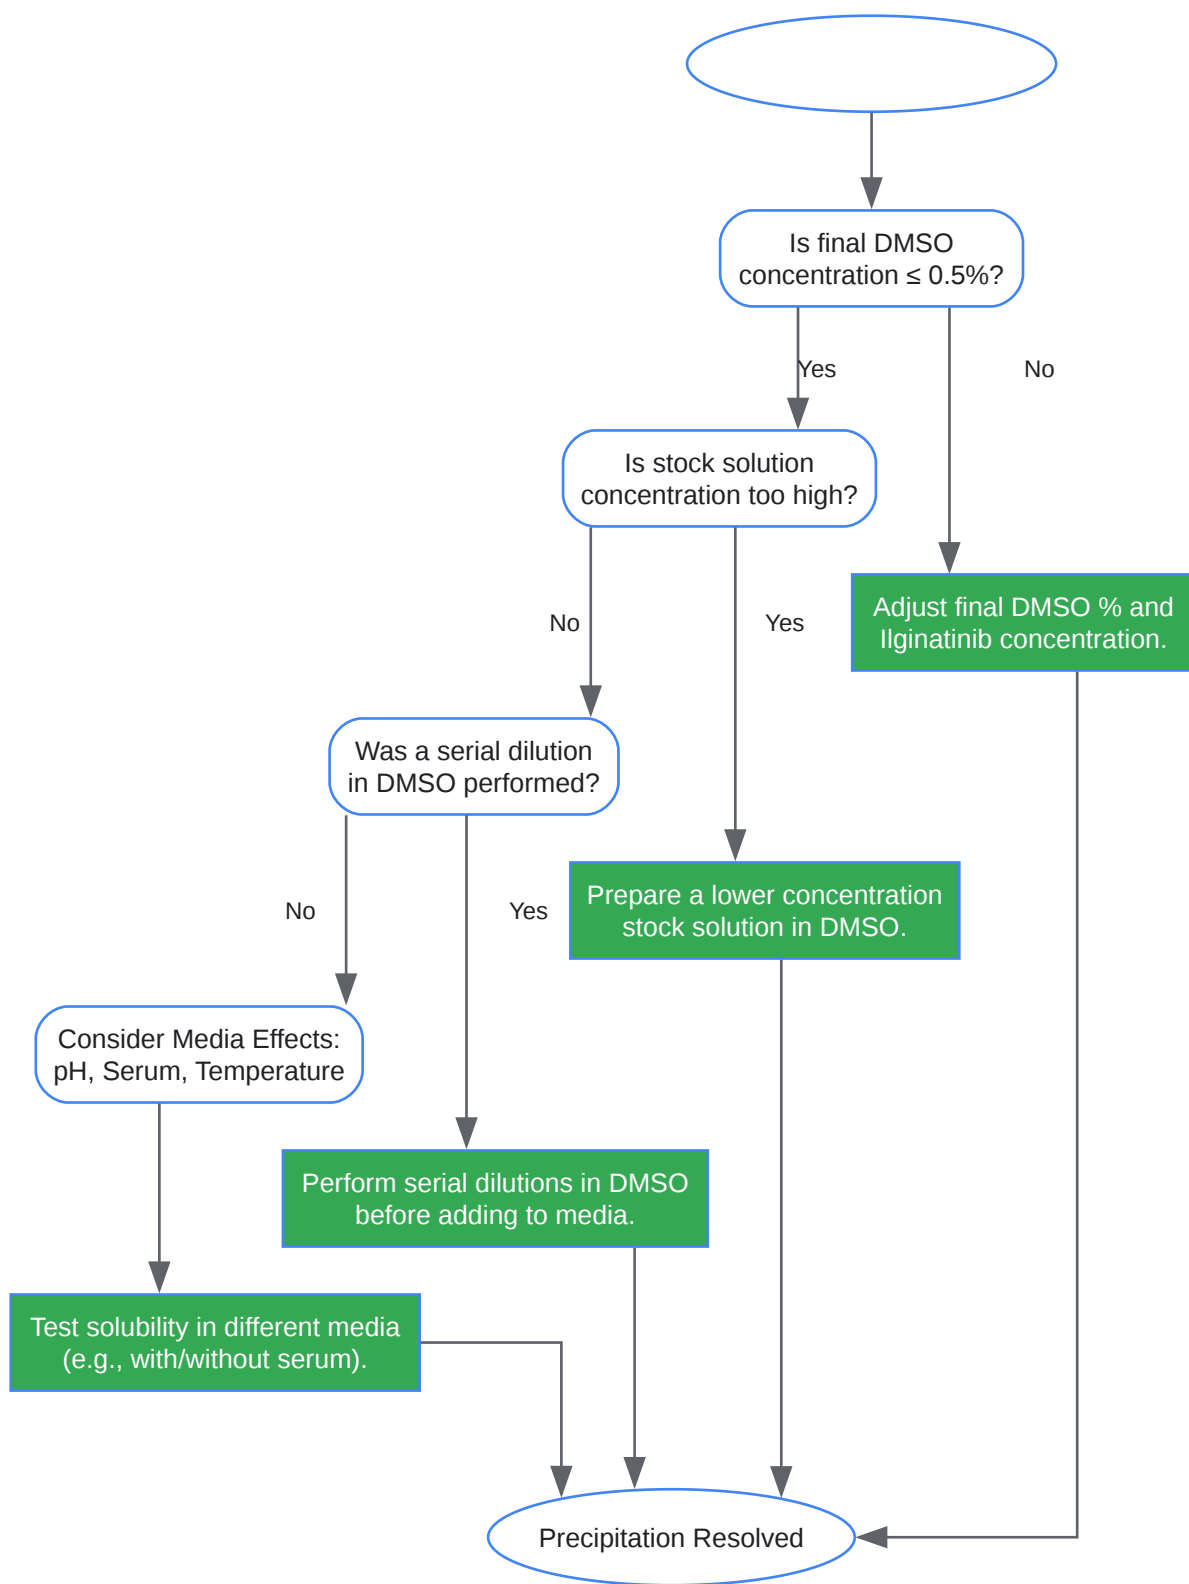 Is final DMSO
concentration ≤ 0.5%?
Yes
No
Is stock solution
concentration too high?
Adjust final DMSO % and
Ilginatinib concentration.
No
Yes
Was a serial dilution
in DMSO performed?
Prepare a lower concentration
stock solution in DMSO.
No
Yes
Consider Media Effects:
pH, Serum, Temperature
Perform serial dilutions in DMSO
before adding to media.
Test solubility in different media
(e.g., with/without serum).
Precipitation Resolved